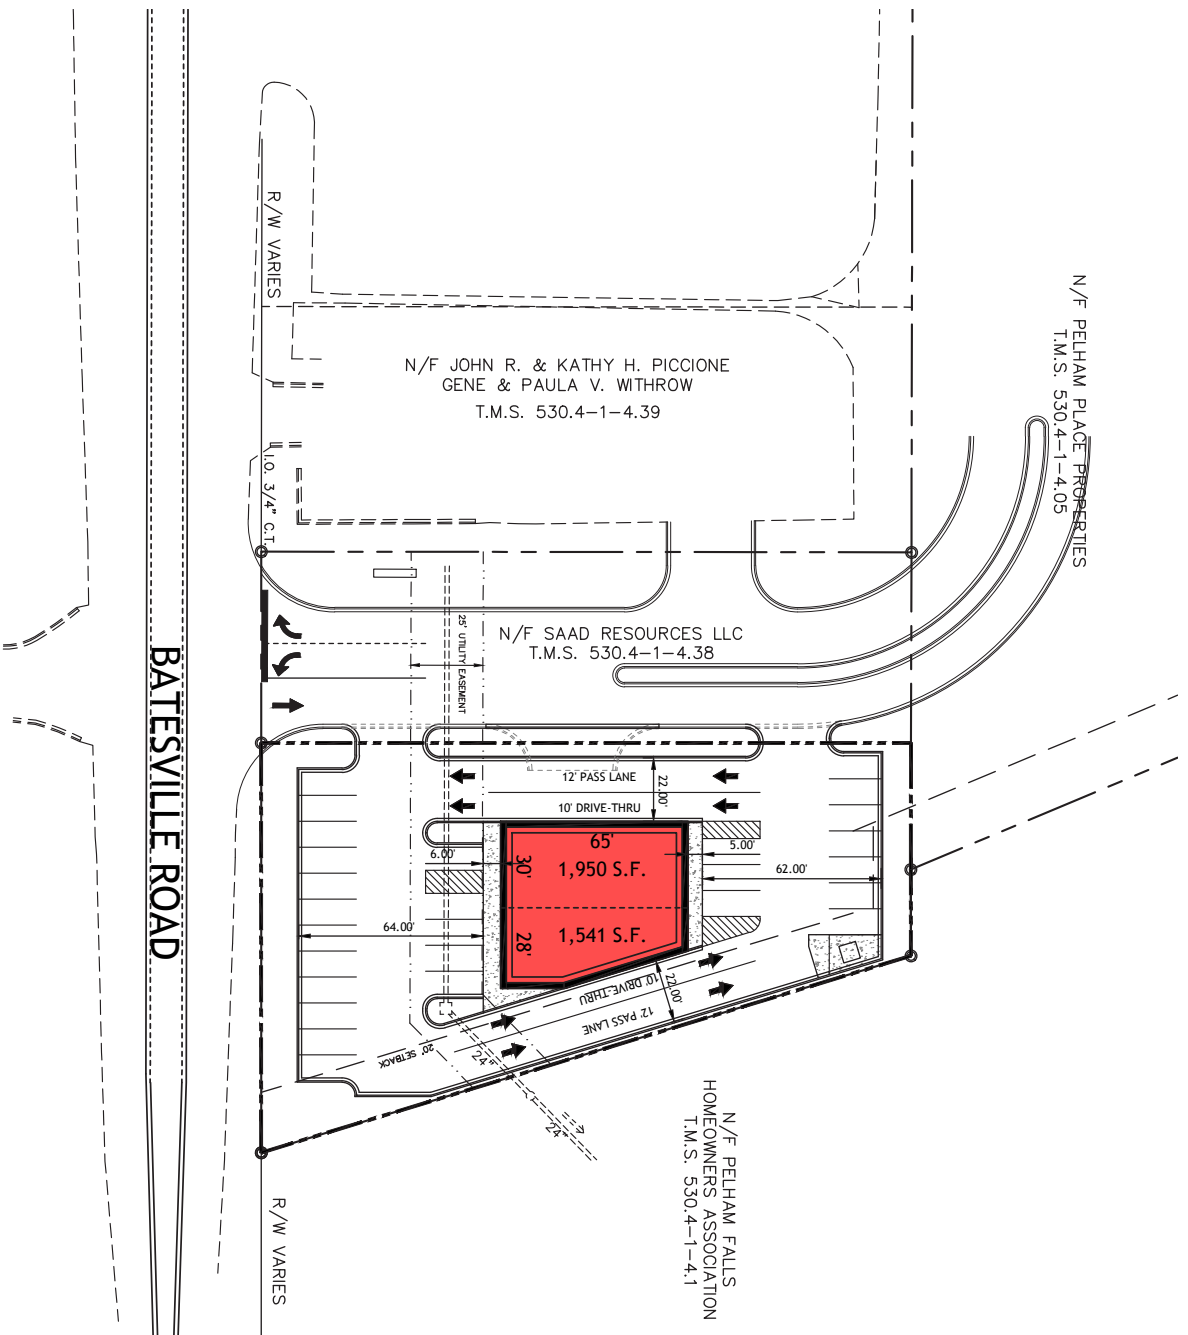 R/W VARIES
N/F PELHAM PLACE PROPERTIES
T.M.S. 530.4-1-4.05
N/F JOHN R. & KATHY H. PICCIONE
GENE & PAULA V. WITHROW
T.M.S. 530.4-1-4.39
I.O. 3/4" C.T.
N/F SAAD RESOURCES LLC
T.M.S. 530.4-1-4.38
25' UTILITY EASEMENT
BATESVILLE ROAD
12' PASS LANE
22.00'
10' DRIVE-THRU
65'
6.00'
30'
1,950 S.F.
5.00'
62.00'
64.00'
28'
1,541 S.F.
10' DRIVE-THRU
22.00'
12' PASS LANE
20' SETBACK
24"
24"
N/F PELHAM FALLS
HOMEOWNERS ASSOCIATION
T.M.S. 530.4-1-4.1
R/W VARIES